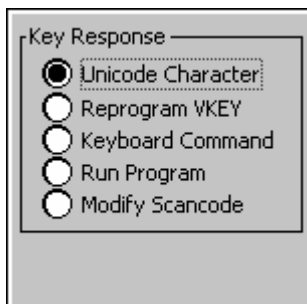 Key Response
Unicode Character
Reprogram VKEY
Keyboard Command
Run Program
Modify Scancode